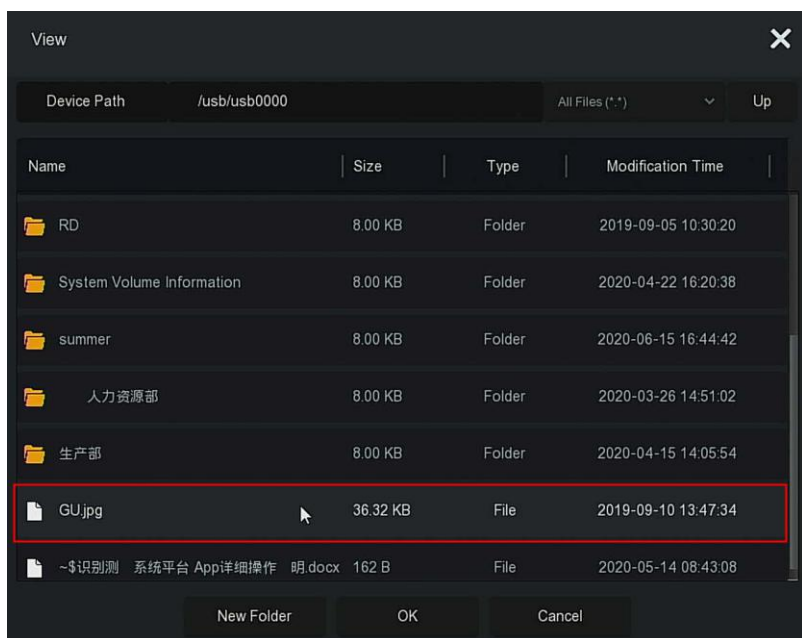 View
Device Path /usb/usb0000 All Files (*.*) Up
Name Size Type Modification Time
RD 8.00 KB Folder 2019-09-05 10:30:20
System Volume Information 8.00 KB Folder 2020-04-22 16:20:38
summer 8.00 KB Folder 2020-06-15 16:44:42
人力资源部 8.00 KB Folder 2020-03-26 14:51:02
生产部 8.00 KB Folder 2020-04-15 14:05:54
GU.jpg 36.32 KB File 2019-09-10 13:47:34
~$识别测 系统平台 App详细操作 明.docx 162 B File 2020-05-14 08:43:08
New Folder OK Cancel